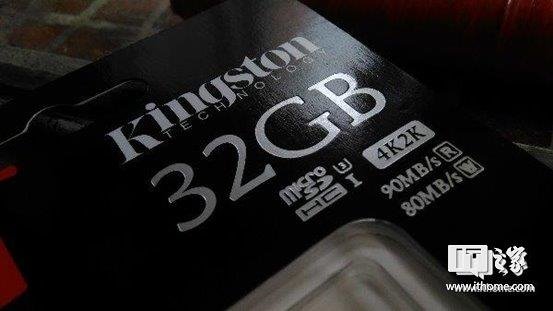 Kingston
TECHNOLOGY
32GB
micro
SD U3
HC I
4K2K
90MB/s R
80MB/s W
IT之家
www.ithome.com